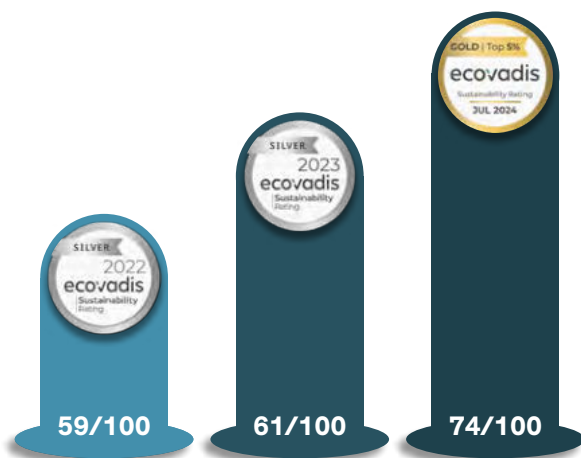 SILVER
2022
ecovadis
Sustainability
Rating
59/100
SILVER
2023
ecovadis
Sustainability
Rating
61/100
GOLD | Top 5%
ecovadis
Sustainability Rating
JUL 2024
74/100